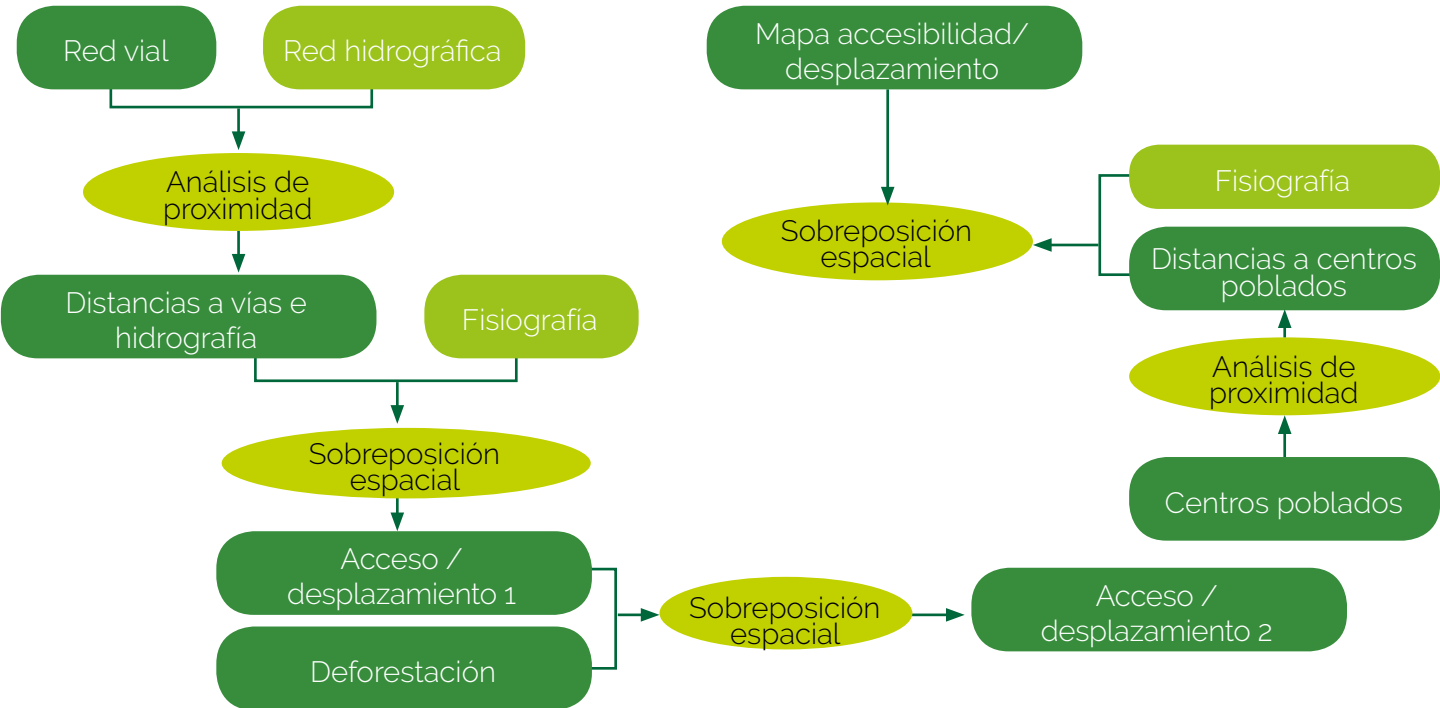 Red vial
Red hidrográfica
Análisis de
proximidad
Distancias a vías e
hidrografía
Fisiografía
Sobreposición
espacial
Acceso /
desplazamiento 1
Deforestación
Sobreposición
espacial
Acceso /
desplazamiento 2
Mapa accesibilidad/
desplazamiento
Sobreposición
espacial
Fisiografía
Distancias a centros
poblados
Análisis de
proximidad
Centros poblados